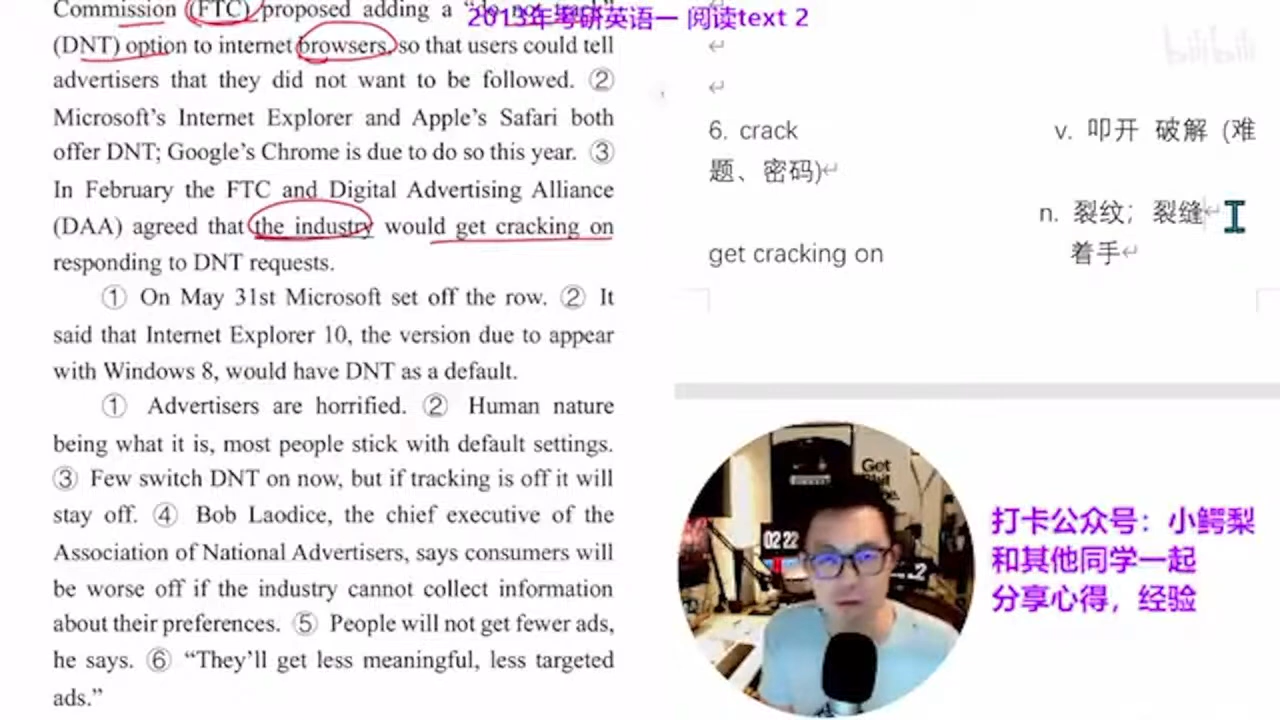 2013年考研英语一 阅读text 2
Commission (FTC) proposed adding a "do not track"
(DNT) option to internet browsers, so that users could tell
advertisers that they did not want to be followed. ②
Microsoft's Internet Explorer and Apple's Safari both
offer DNT; Google's Chrome is due to do so this year. ③
In February the FTC and Digital Advertising Alliance
(DAA) agreed that the industry would get cracking on
responding to DNT requests.
① On May 31st Microsoft set off the row. ② It
said that Internet Explorer 10, the version due to appear
with Windows 8, would have DNT as a default.
① Advertisers are horrified. ② Human nature
being what it is, most people stick with default settings.
③ Few switch DNT on now, but if tracking is off it will
stay off. ④ Bob Laodice, the chief executive of the
Association of National Advertisers, says consumers will
be worse off if the industry cannot collect information
about their preferences. ⑤ People will not get fewer ads,
he says. ⑥ "They'll get less meaningful, less targeted
ads."
bilibili
6. crack v. 叩开 破解 (难
题、密码)
n. 裂纹；裂缝
get cracking on 着手
Get
02 22
打卡公众号：小鳄梨
和其他同学一起
分享心得，经验